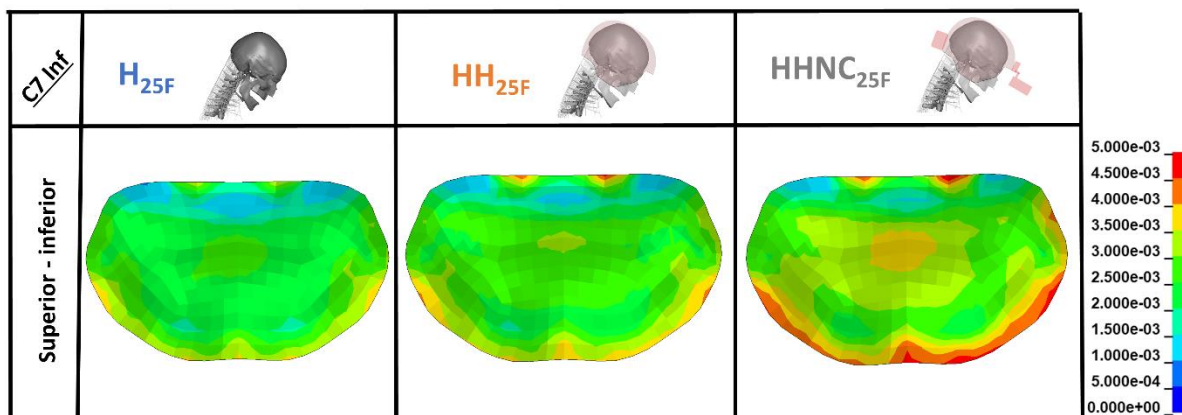 C7 Inf
H25F
HH25F
HHNC25F
Superior - inferior
5.000e-03
4.500e-03
4.000e-03
3.500e-03
3.000e-03
2.500e-03
2.000e-03
1.500e-03
1.000e-03
5.000e-04
0.000e+00